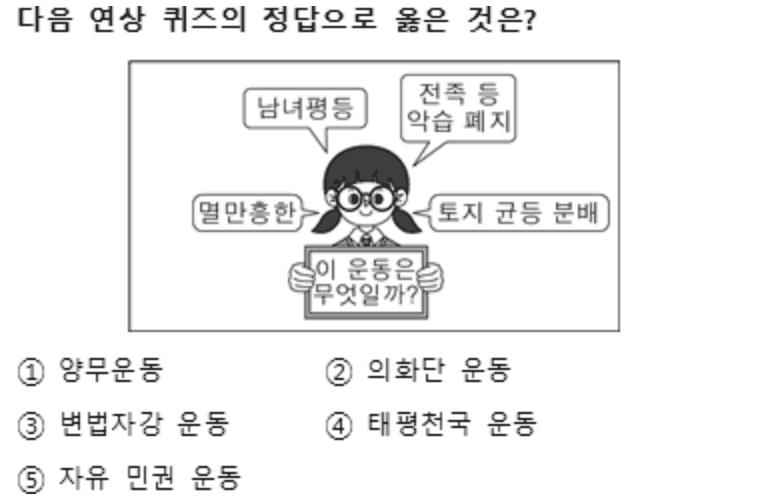 다음 연상 퀴즈의 정답으로 옳은 것은?
남녀평등
전족 등
악습 폐지
멸만흥한
토지 균등 분배
이 운동은
무엇일까?
① 양무운동
② 의화단 운동
③ 변법자강 운동
④ 태평천국 운동
⑤ 자유 민권 운동